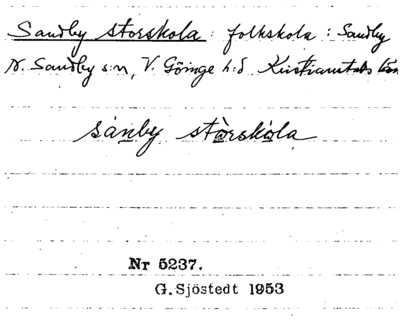 Sandby storskola : folkskola : Sandby
N. Sandby s:n, V. Göinge h:d Kristianstads län
sànby stòrskòla
Nr 5237.
G. Sjöstedt 1953